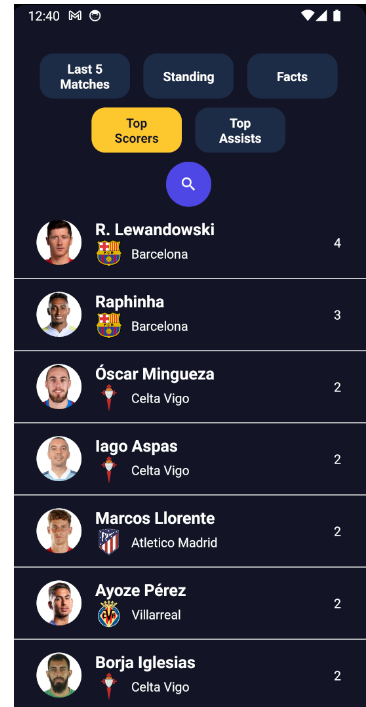 12:40
Last 5
Matches
Standing
Facts
Top
Scorers
Top
Assists
R. Lewandowski
Barcelona
4
Raphinha
Barcelona
3
Óscar Mingueza
Celta Vigo
2
Iago Aspas
Celta Vigo
2
Marcos Llorente
Atletico Madrid
2
Ayoze Pérez
Villarreal
2
Borja Iglesias
Celta Vigo
2